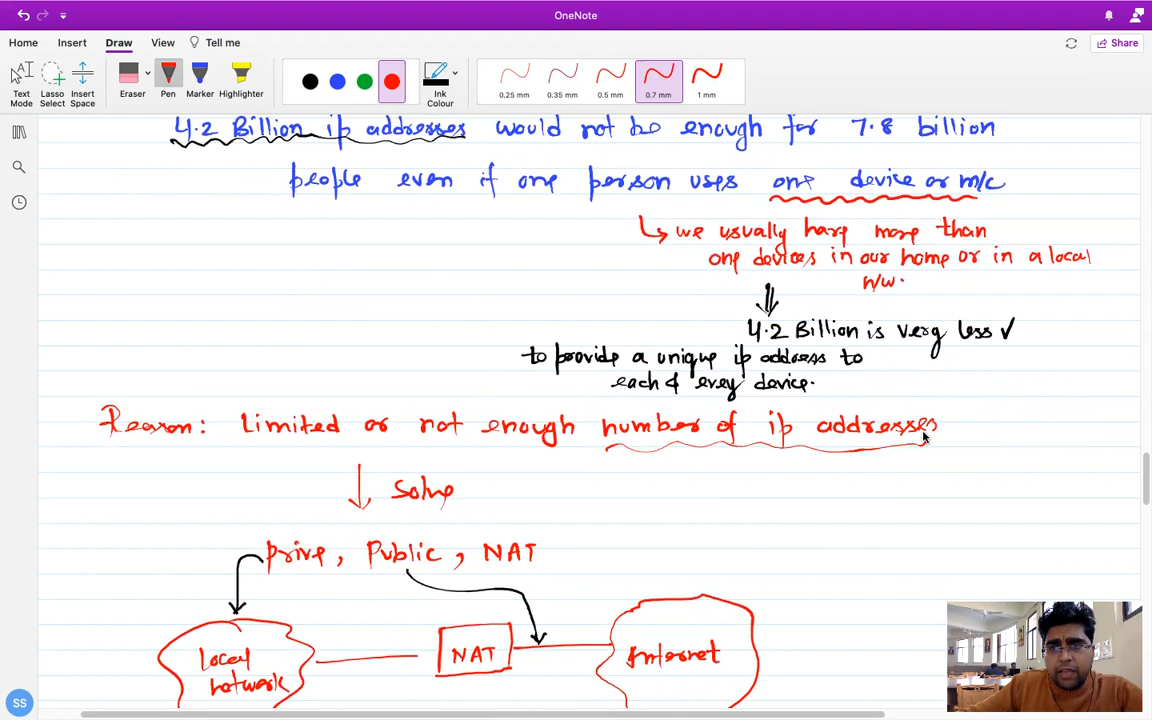 OneNote
Home Insert Draw View Tell me
Share
Text Mode
Lasso Select
Insert Space
Eraser
Pen
Marker
Highlighter
Ink Colour
0.25 mm
0.35 mm
0.5 mm
0.7 mm
1 mm
4.2 Billion ip addresses would not be enough for 7.8 billion
people even if one person uses one device or m/c
we usually have more than
one devices in our home or in a local
n/w.
4.2 Billion is very less ✓
to provide a unique ip address to
each & evey device.
Reason: Limited or not enough number of ip addresses
Solve
prive, Public, NAT
local network
NAT
Internet
SS